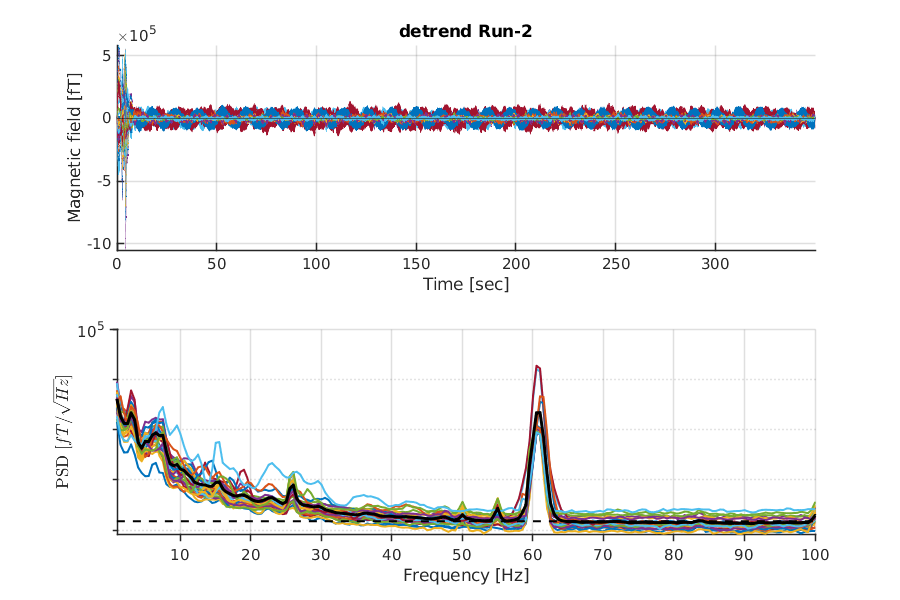 detrend Run-2
×10^5
5
0
-5
-10
Magnetic field [fT]
0 50 100 150 200 250 300
Time [sec]
10^5
PSD [fT/√Hz]
10 20 30 40 50 60 70 80 90 100
Frequency [Hz]